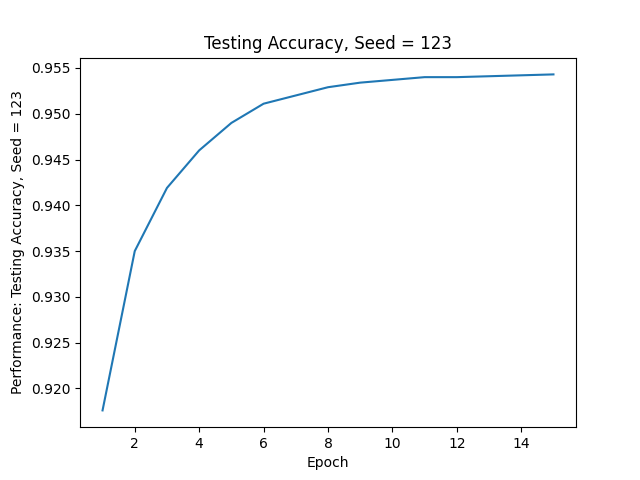 Testing Accuracy, Seed = 123
Performance: Testing Accuracy, Seed = 123
0.955
0.950
0.945
0.940
0.935
0.930
0.925
0.920
2 4 6 8 10 12 14
Epoch